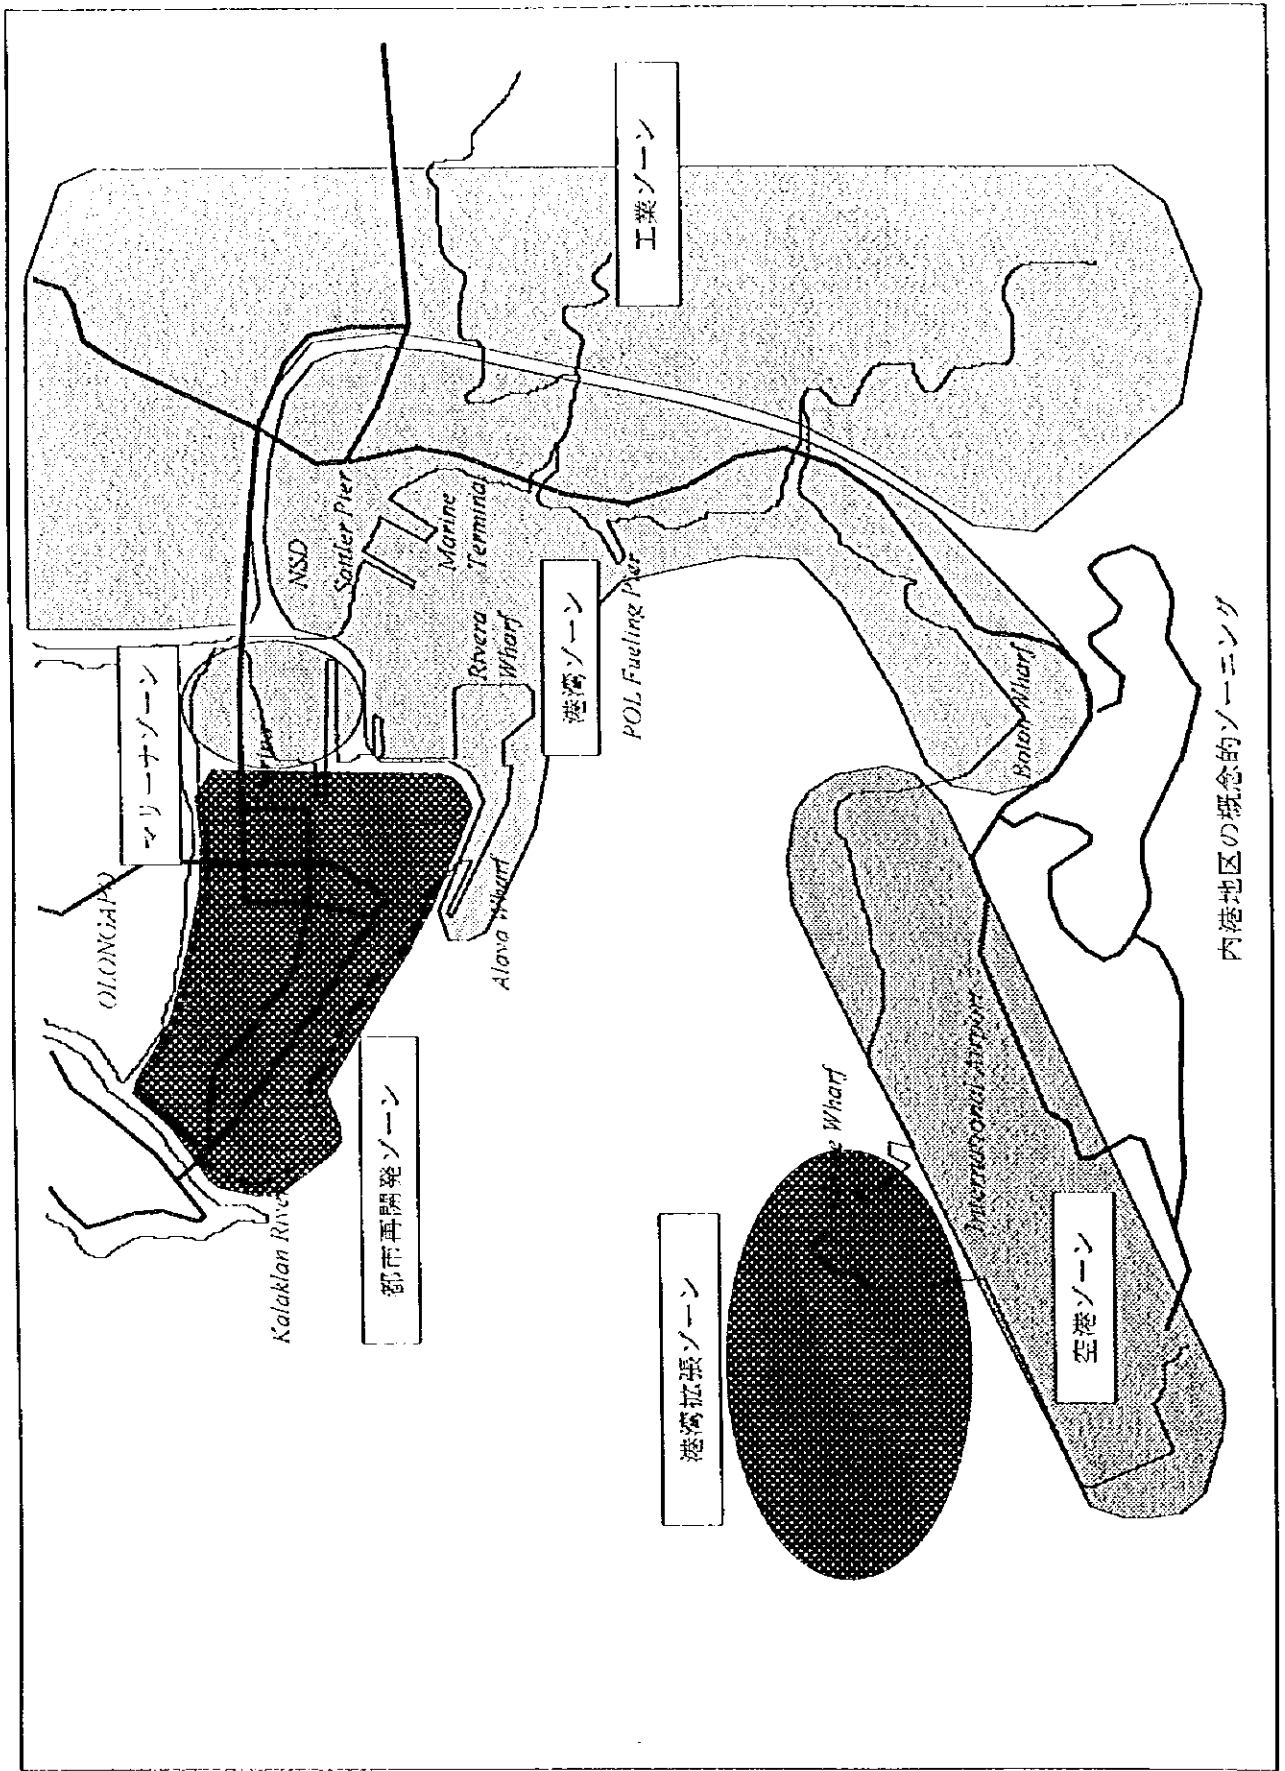 OLONGAPO
マリーナゾーン
Kalaklan River
都市再開発ゾーン
NSD
Sattler Pier
Marine
Terminal
Rivera
Wharf
Alava Wharf
港湾ゾーン
POL Fueling Pier
工業ゾーン
港湾拡張ゾーン
Wharf
International Airport
空港ゾーン
Boton Wharf
内港地区の概念的ゾーニング